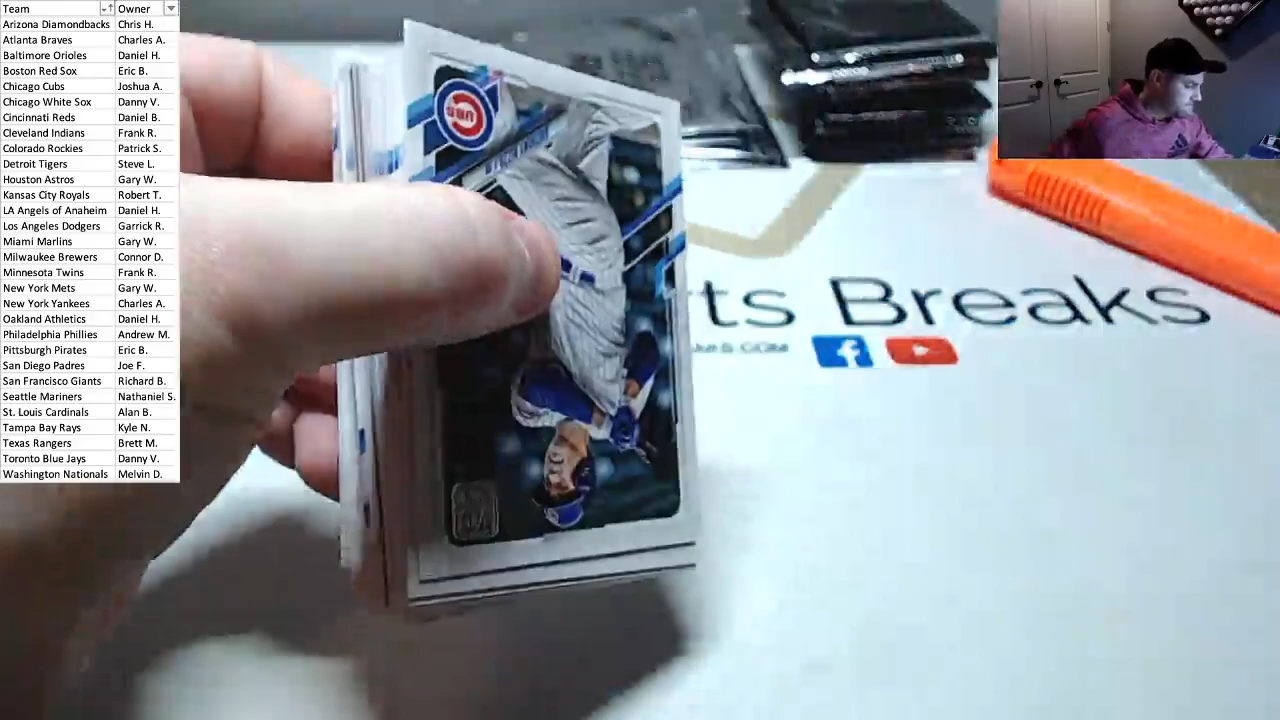 Team Owner
Arizona Diamondbacks Chris H.
Atlanta Braves Charles A.
Baltimore Orioles Daniel H.
Boston Red Sox Eric B.
Chicago Cubs Joshua A.
Chicago White Sox Danny V.
Cincinnati Reds Daniel B.
Cleveland Indians Frank R.
Colorado Rockies Patrick S.
Detroit Tigers Steve L.
Houston Astros Gary W.
Kansas City Royals Robert T.
LA Angels of Anaheim Daniel H.
Los Angeles Dodgers Garrick R.
Miami Marlins Gary W.
Milwaukee Brewers Connor D.
Minnesota Twins Frank R.
New York Mets Gary W.
New York Yankees Charles A.
Oakland Athletics Daniel H.
Philadelphia Phillies Andrew M.
Pittsburgh Pirates Eric B.
San Diego Padres Joe F.
San Francisco Giants Richard B.
Seattle Mariners Nathaniel S.
St. Louis Cardinals Alan B.
Tampa Bay Rays Kyle N.
Texas Rangers Brett M.
Toronto Blue Jays Danny V.
Washington Nationals Melvin D.
CUBS
ts Breaks